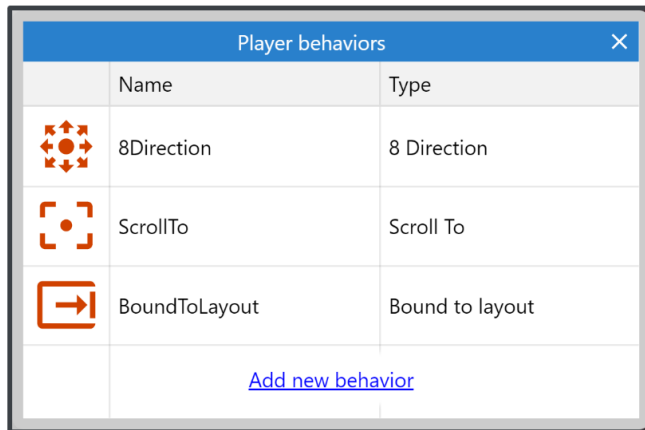 Player behaviors
Name Type
8Direction 8 Direction
ScrollTo Scroll To
BoundToLayout Bound to layout
Add new behavior